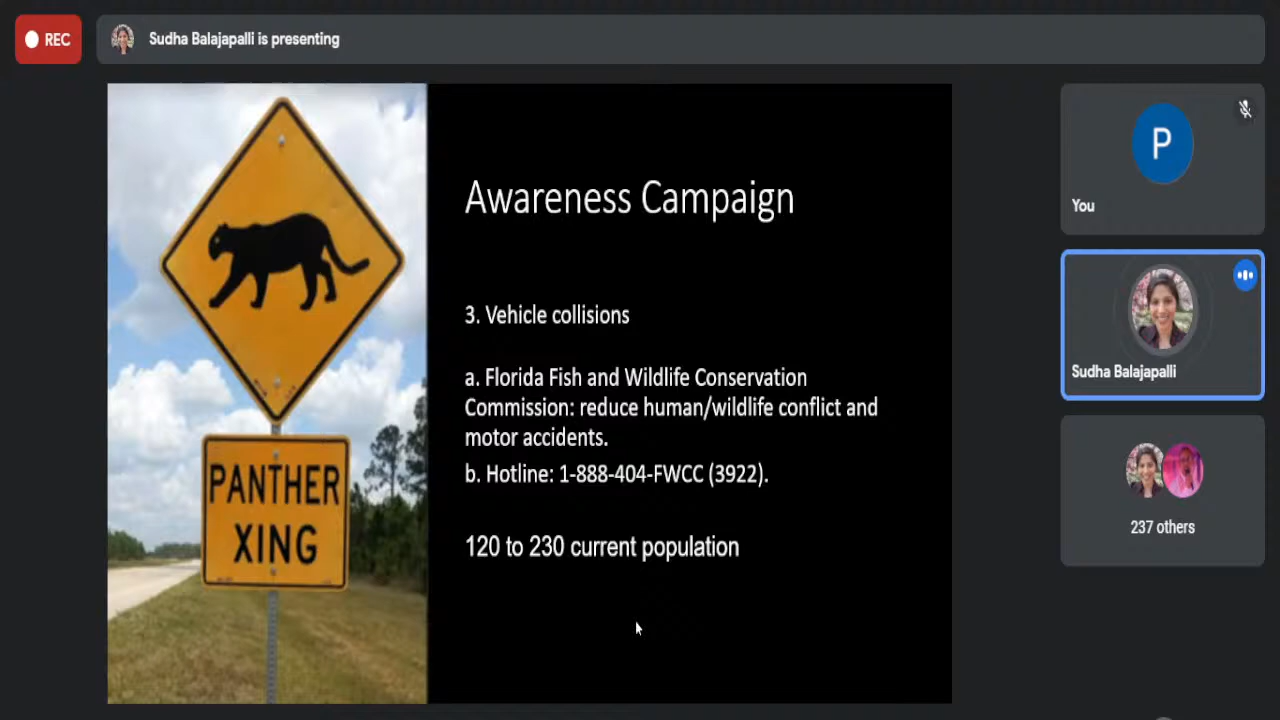 REC
Sudha Balajapalli is presenting
PANTHER
XING
Awareness Campaign
3. Vehicle collisions
a. Florida Fish and Wildlife Conservation
Commission: reduce human/wildlife conflict and
motor accidents.
b. Hotline: 1-888-404-FWCC (3922).
120 to 230 current population
P
You
Sudha Balajapalli
237 others